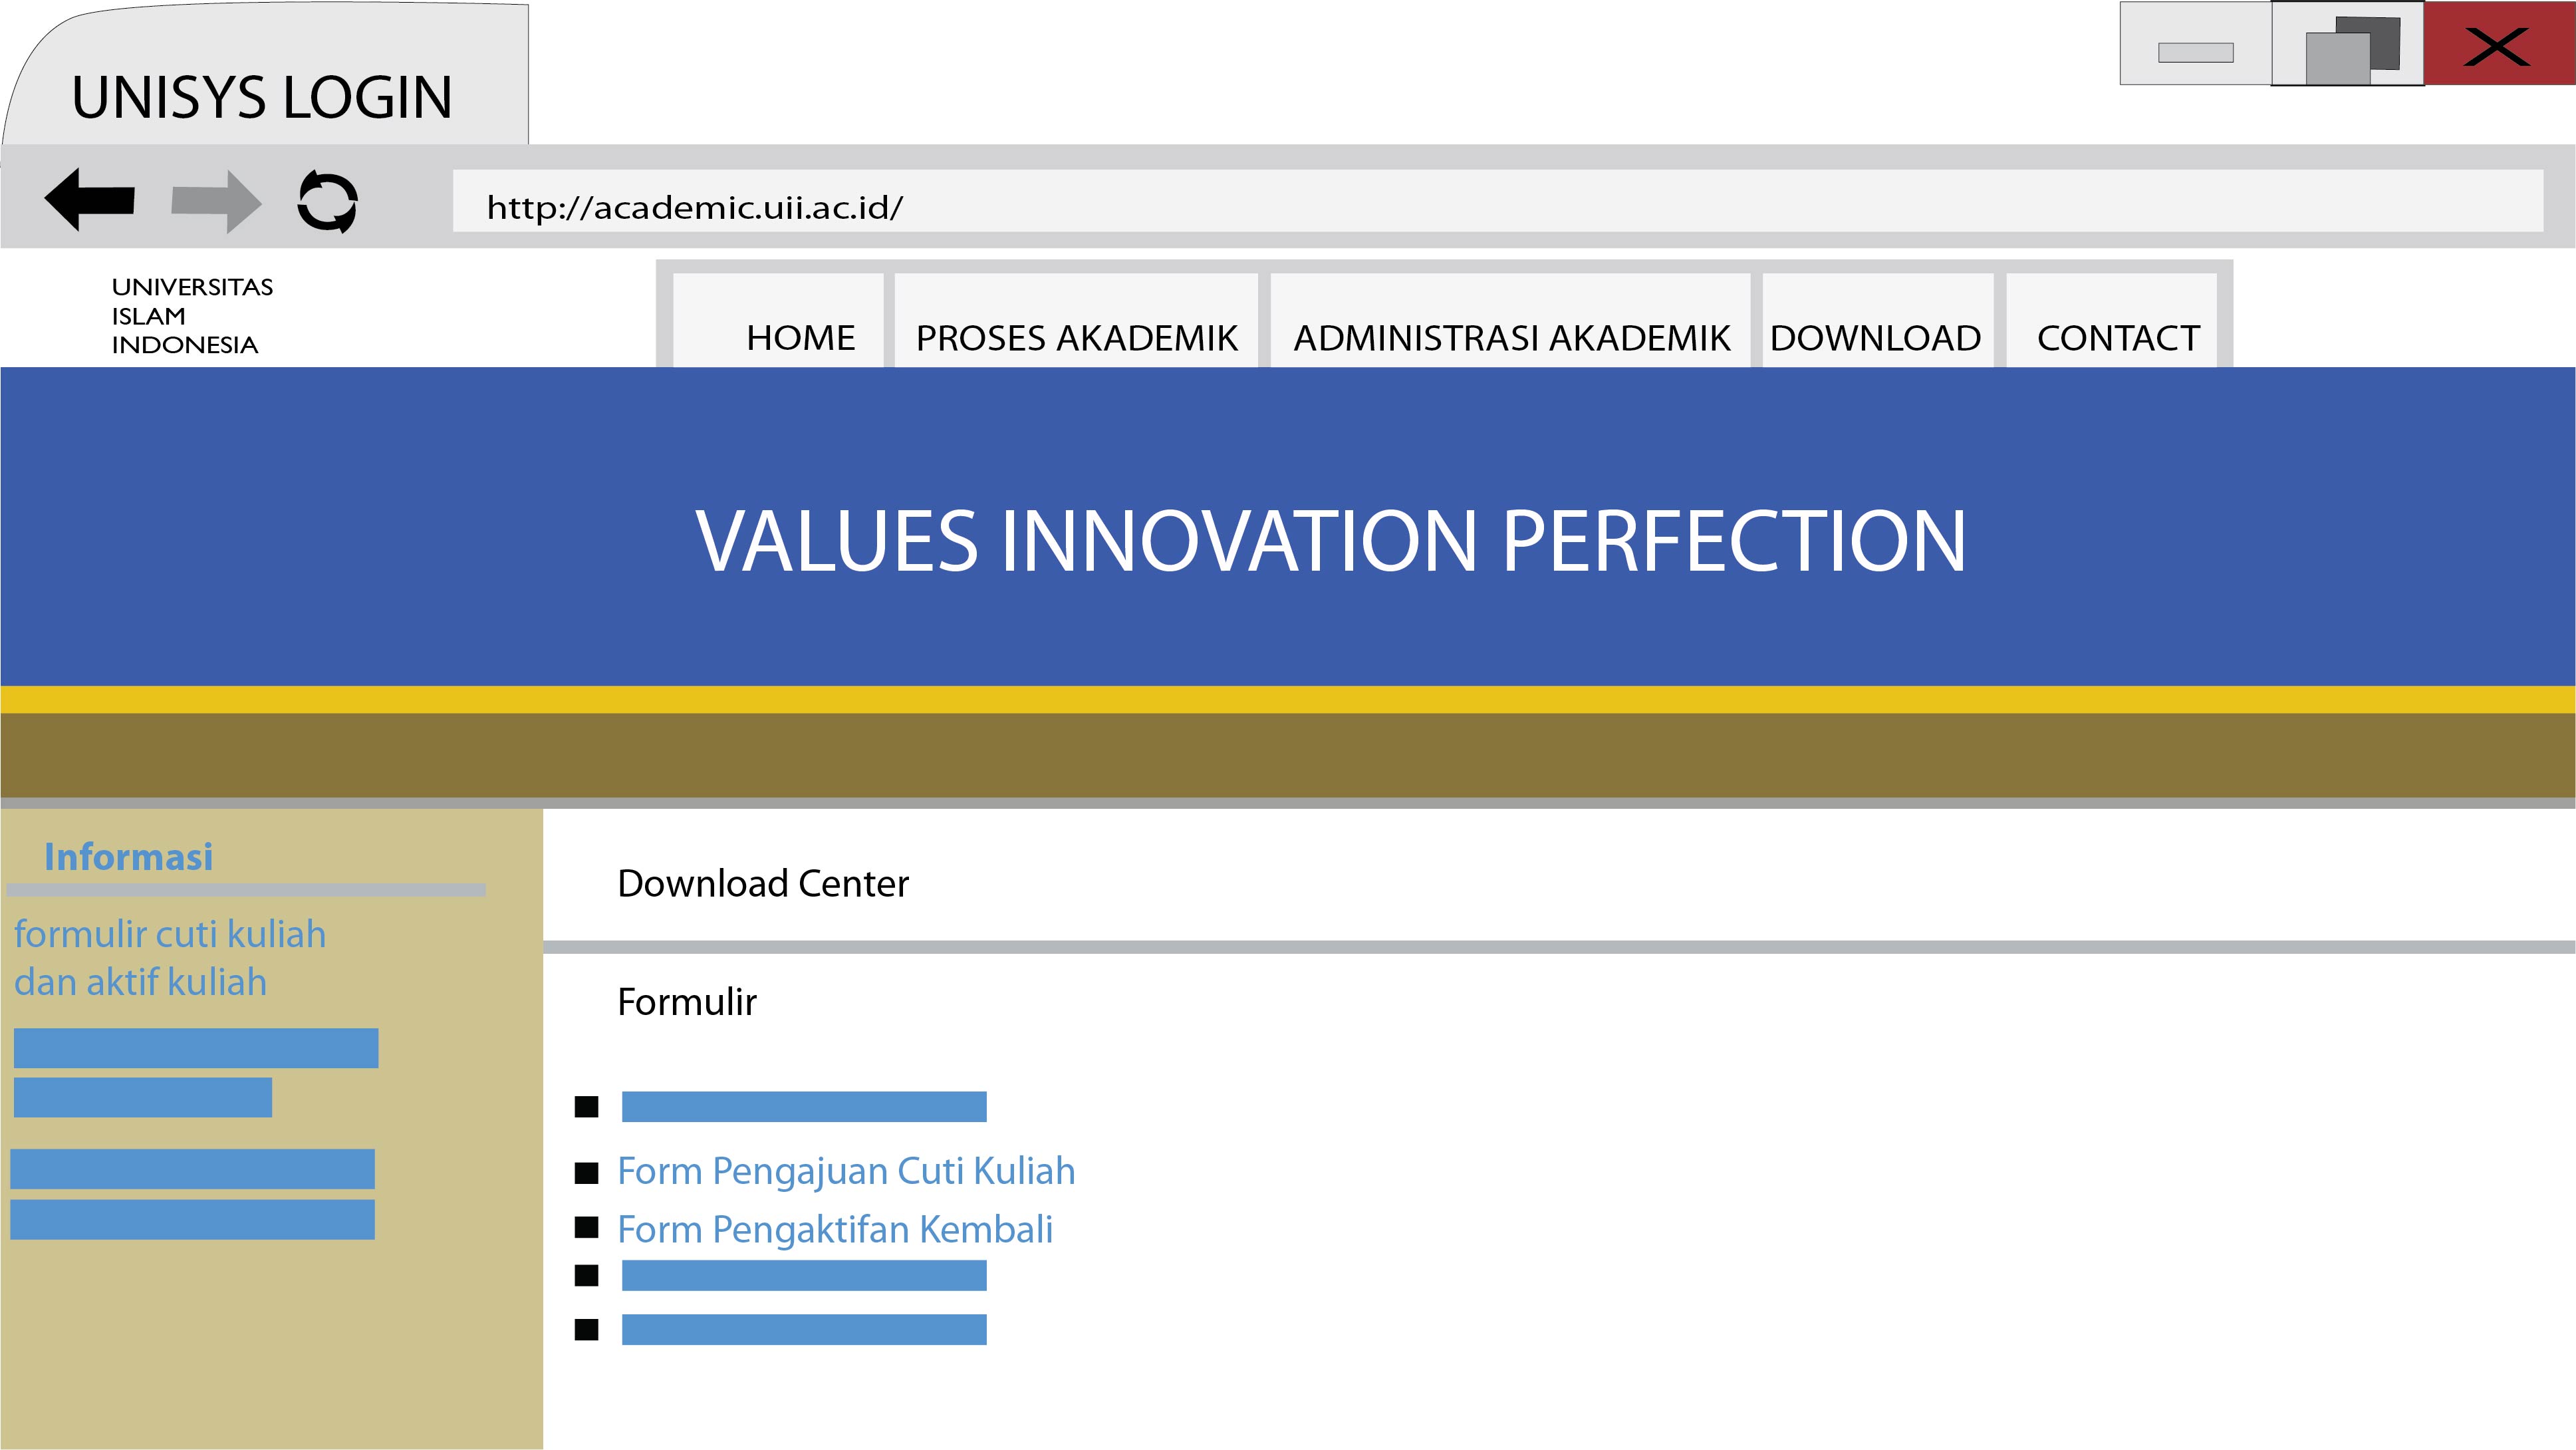 UNISYS LOGIN
http://academic.uii.ac.id/
UNIVERSITAS
ISLAM
INDONESIA
HOME
PROSES AKADEMIK
ADMINISTRASI AKADEMIK
DOWNLOAD
CONTACT
VALUES INNOVATION PERFECTION
Informasi
formulir cuti kuliah
dan aktif kuliah
Download Center
Formulir
Form Pengajuan Cuti Kuliah
Form Pengaktifan Kembali